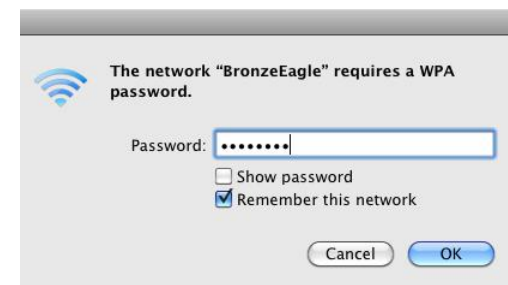 The network “BronzeEagle” requires a WPA
password.
Password: ••••••••
Show password
Remember this network
Cancel OK